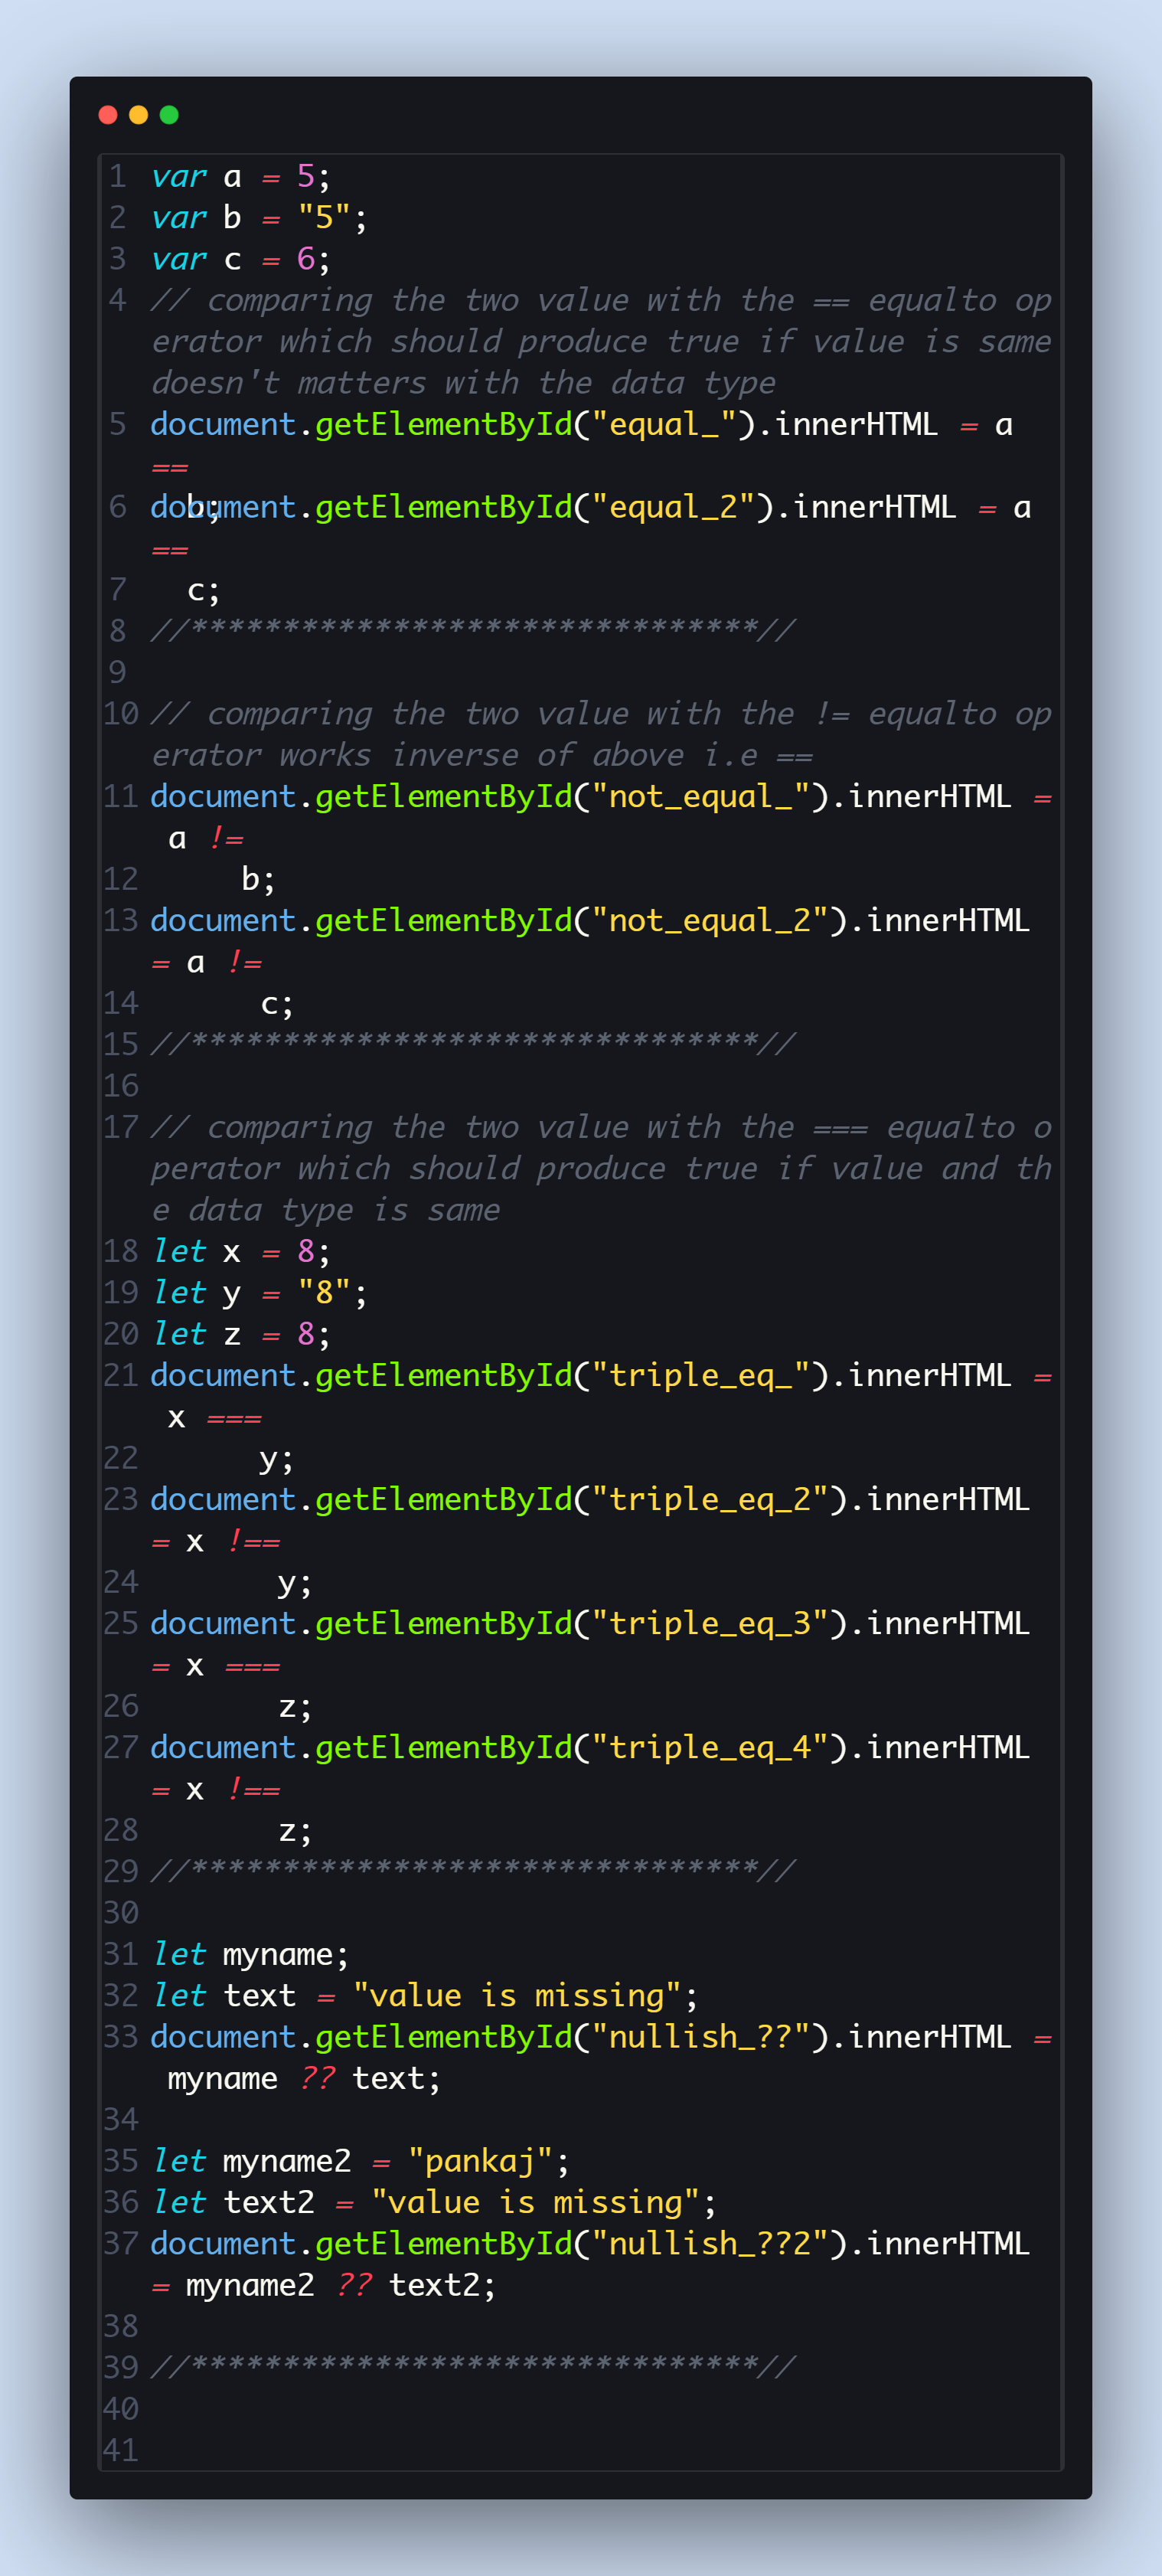 1 var a = 5;
2 var b = "5";
3 var c = 6;
4 // comparing the two value with the == equalto op
erator which should produce true if value is same
doesn't matters with the data type
5 document.getElementById("equal_").innerHTML = a
==
b;
6 document.getElementById("equal_2").innerHTML = a
==
7 c;
8 //*******************************//
9
10 // comparing the two value with the != equalto op
erator works inverse of above i.e ==
11 document.getElementById("not_equal_").innerHTML =
a !=
12 b;
13 document.getElementById("not_equal_2").innerHTML
= a !=
14 c;
15 //*******************************//
16
17 // comparing the two value with the === equalto o
perator which should produce true if value and th
e data type is same
18 let x = 8;
19 let y = "8";
20 let z = 8;
21 document.getElementById("triple_eq_").innerHTML =
x ===
22 y;
23 document.getElementById("triple_eq_2").innerHTML
= x !==
24 y;
25 document.getElementById("triple_eq_3").innerHTML
= x ===
26 z;
27 document.getElementById("triple_eq_4").innerHTML
= x !==
28 z;
29 //*******************************//
30
31 let myname;
32 let text = "value is missing";
33 document.getElementById("nullish_??").innerHTML =
myname ?? text;
34
35 let myname2 = "pankaj";
36 let text2 = "value is missing";
37 document.getElementById("nullish_??2").innerHTML
= myname2 ?? text2;
38
39 //*******************************//
40
41